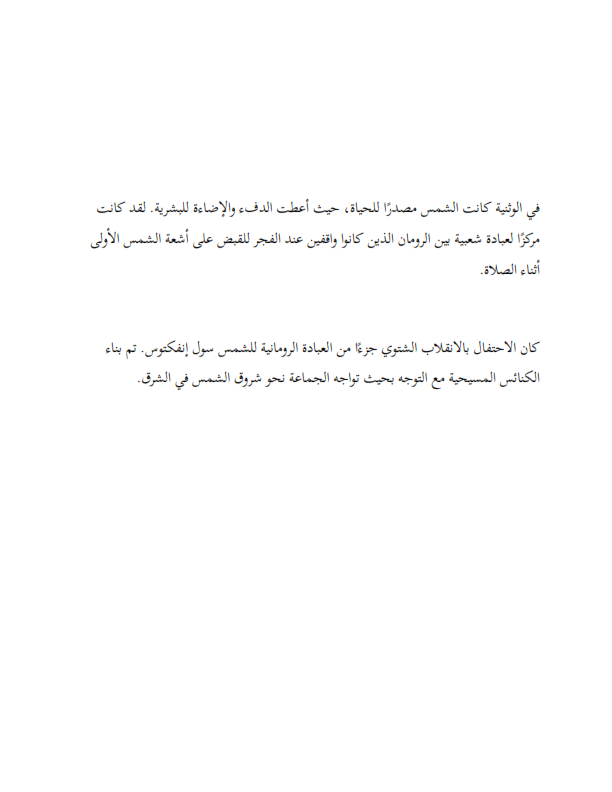 في الوثنية كانت الشمس مصدرًا للحياة، حيث أعطت الدفء والإضاءة للبشرية. لقد كانت
مركزًا لعبادة شعبية بين الرومان الذين كانوا واقفين عند الفجر للقبض على أشعة الشمس الأولى
أثناء الصلاة.
كان الاحتفال بالانقلاب الشتوي جزءًا من العبادة الرومانية للشمس سول إنفكتوس. تم بناء
الكنائس المسيحية مع التوجه بحيث تواجه الجماعة نحو شروق الشمس في الشرق.